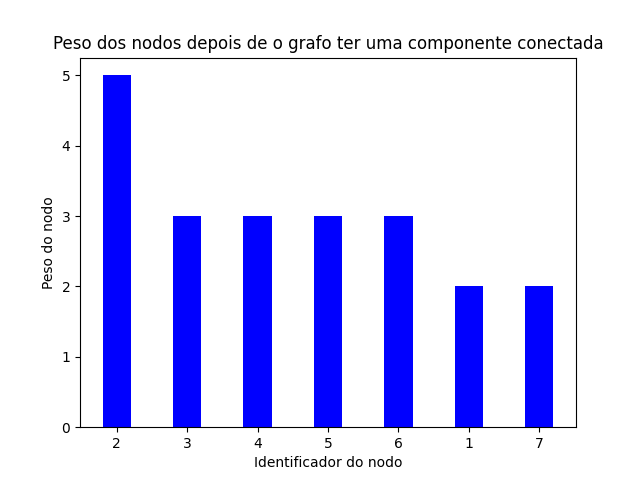 Peso dos nodos depois de o grafo ter uma componente conectada
5
4
3
2
1
0
Peso do nodo
2 3 4 5 6 1 7
Identificador do nodo